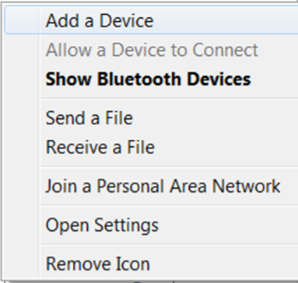 Add a Device
Allow a Device to Connect
Show Bluetooth Devices
Send a File
Receive a File
Join a Personal Area Network
Open Settings
Remove Icon